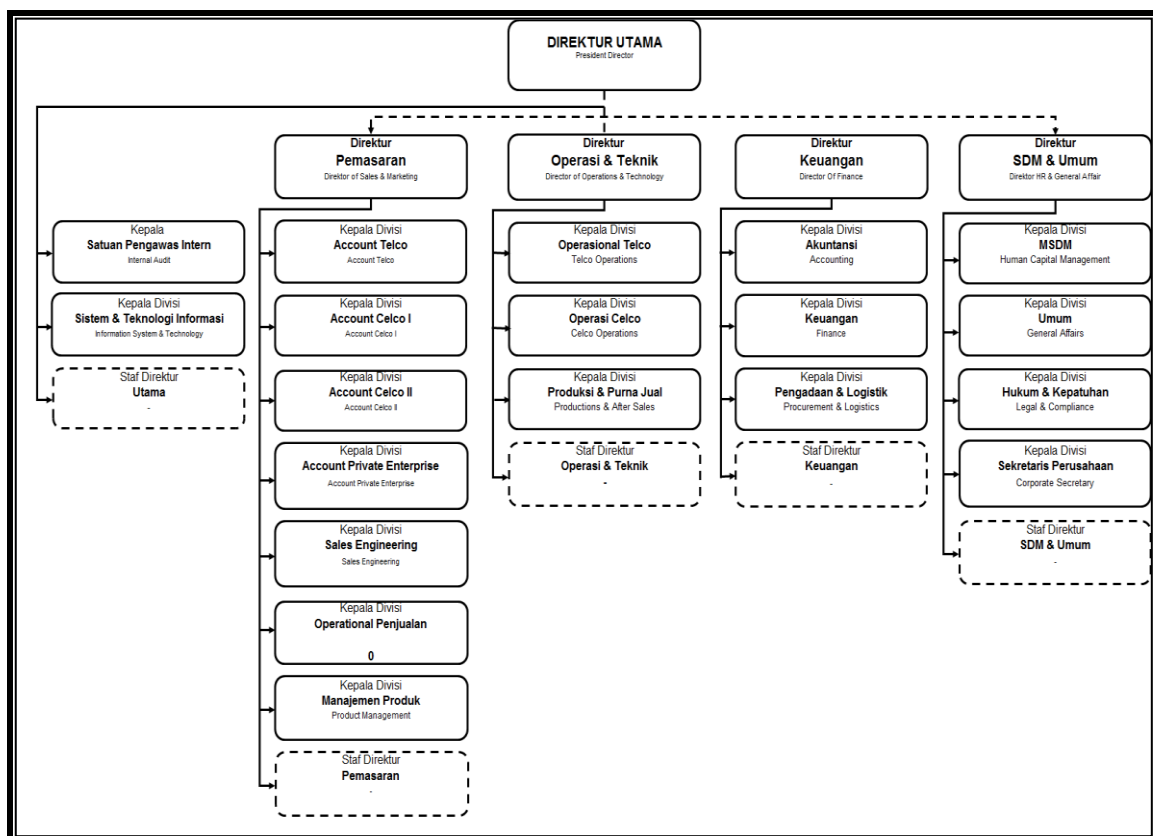 DIREKTUR UTAMA
President Director
Direktur
Pemasaran
Direktor of Sales & Marketing
Direktur
Operasi & Teknik
Director of Operations & Technology
Direktur
Keuangan
Director Of Finance
Direktur
SDM & Umum
Direktor HR & General Affair
Kepala
Satuan Pengawas Intern
Internal Audit
Kepala Divisi
Sistem & Teknologi Informasi
Information System & Technology
Staf Direktur
Utama
-
Kepala Divisi
Account Telco
Account Telco
Kepala Divisi
Account Celco I
Account Celco I
Kepala Divisi
Account Celco II
Account Celco II
Kepala Divisi
Account Private Enterprise
Account Private Enterprise
Kepala Divisi
Sales Engineering
Sales Engineering
Kepala Divisi
Operational Penjualan
0
Kepala Divisi
Manajemen Produk
Product Management
Staf Direktur
Pemasaran
-
Kepala Divisi
Operasional Telco
Telco Operations
Kepala Divisi
Operasi Celco
Celco Operations
Kepala Divisi
Produksi & Purna Jual
Productions & After Sales
Staf Direktur
Operasi & Teknik
-
Kepala Divisi
Akuntansi
Accounting
Kepala Divisi
Keuangan
Finance
Kepala Divisi
Pengadaan & Logistik
Procurement & Logistics
Staf Direktur
Keuangan
-
Kepala Divisi
MSDM
Human Capital Management
Kepala Divisi
Umum
General Affairs
Kepala Divisi
Hukum & Kepatuhan
Legal & Compliance
Kepala Divisi
Sekretaris Perusahaan
Corporate Secretary
Staf Direktur
SDM & Umum
-